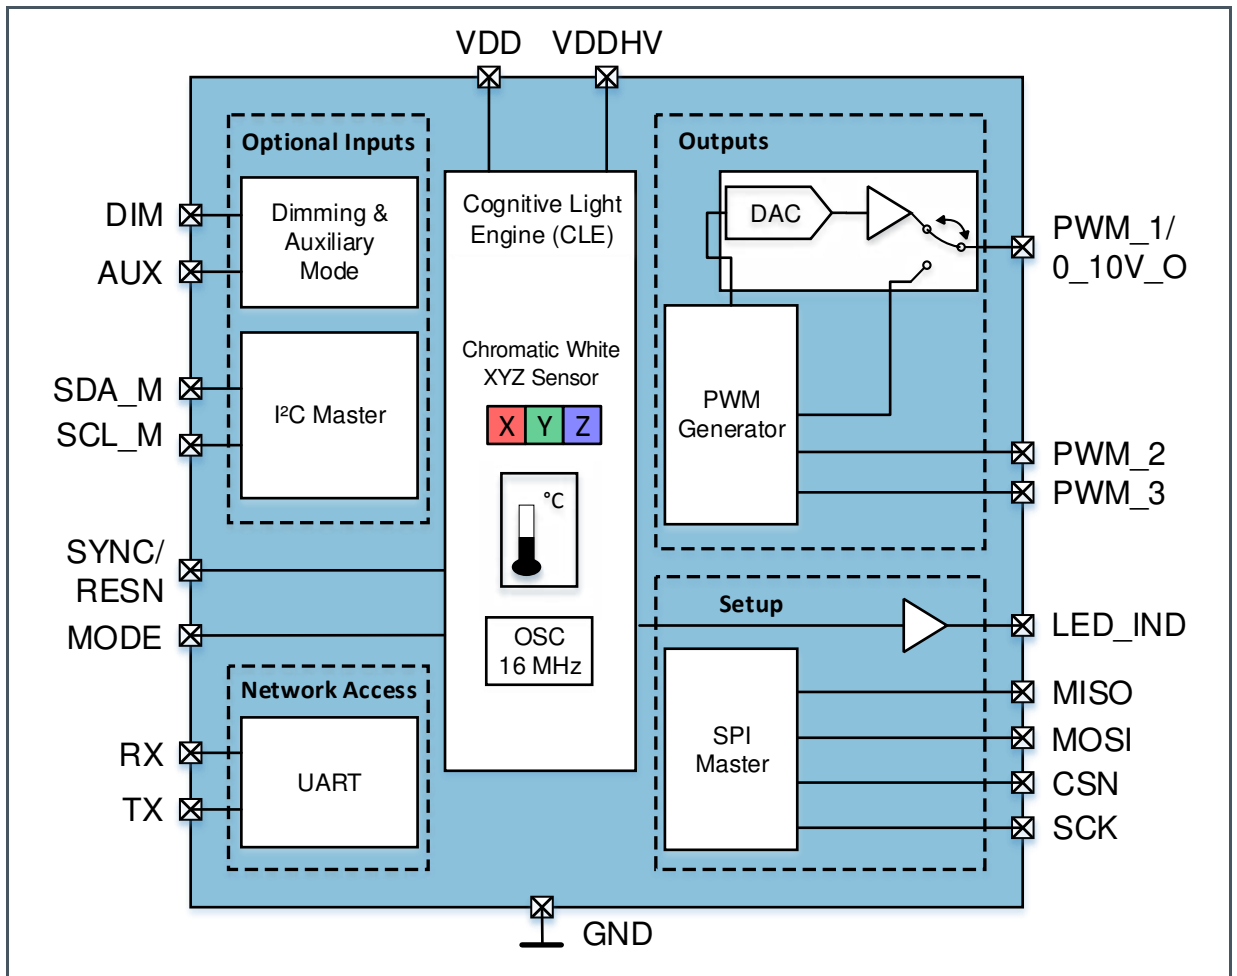 VDD
VDDHV
Optional Inputs
Outputs
DIM
AUX
Dimming &
Auxiliary
Mode
Cognitive Light
Engine (CLE)
DAC
PWM_1/
0_10V_O
SDA_M
SCL_M
I²C Master
Chromatic White
XYZ Sensor
X Y Z
°C
PWM
Generator
PWM_2
PWM_3
SYNC/
RESN
MODE
OSC
16 MHz
Setup
LED_IND
Network Access
RX
TX
UART
SPI
Master
MISO
MOSI
CSN
SCK
GND